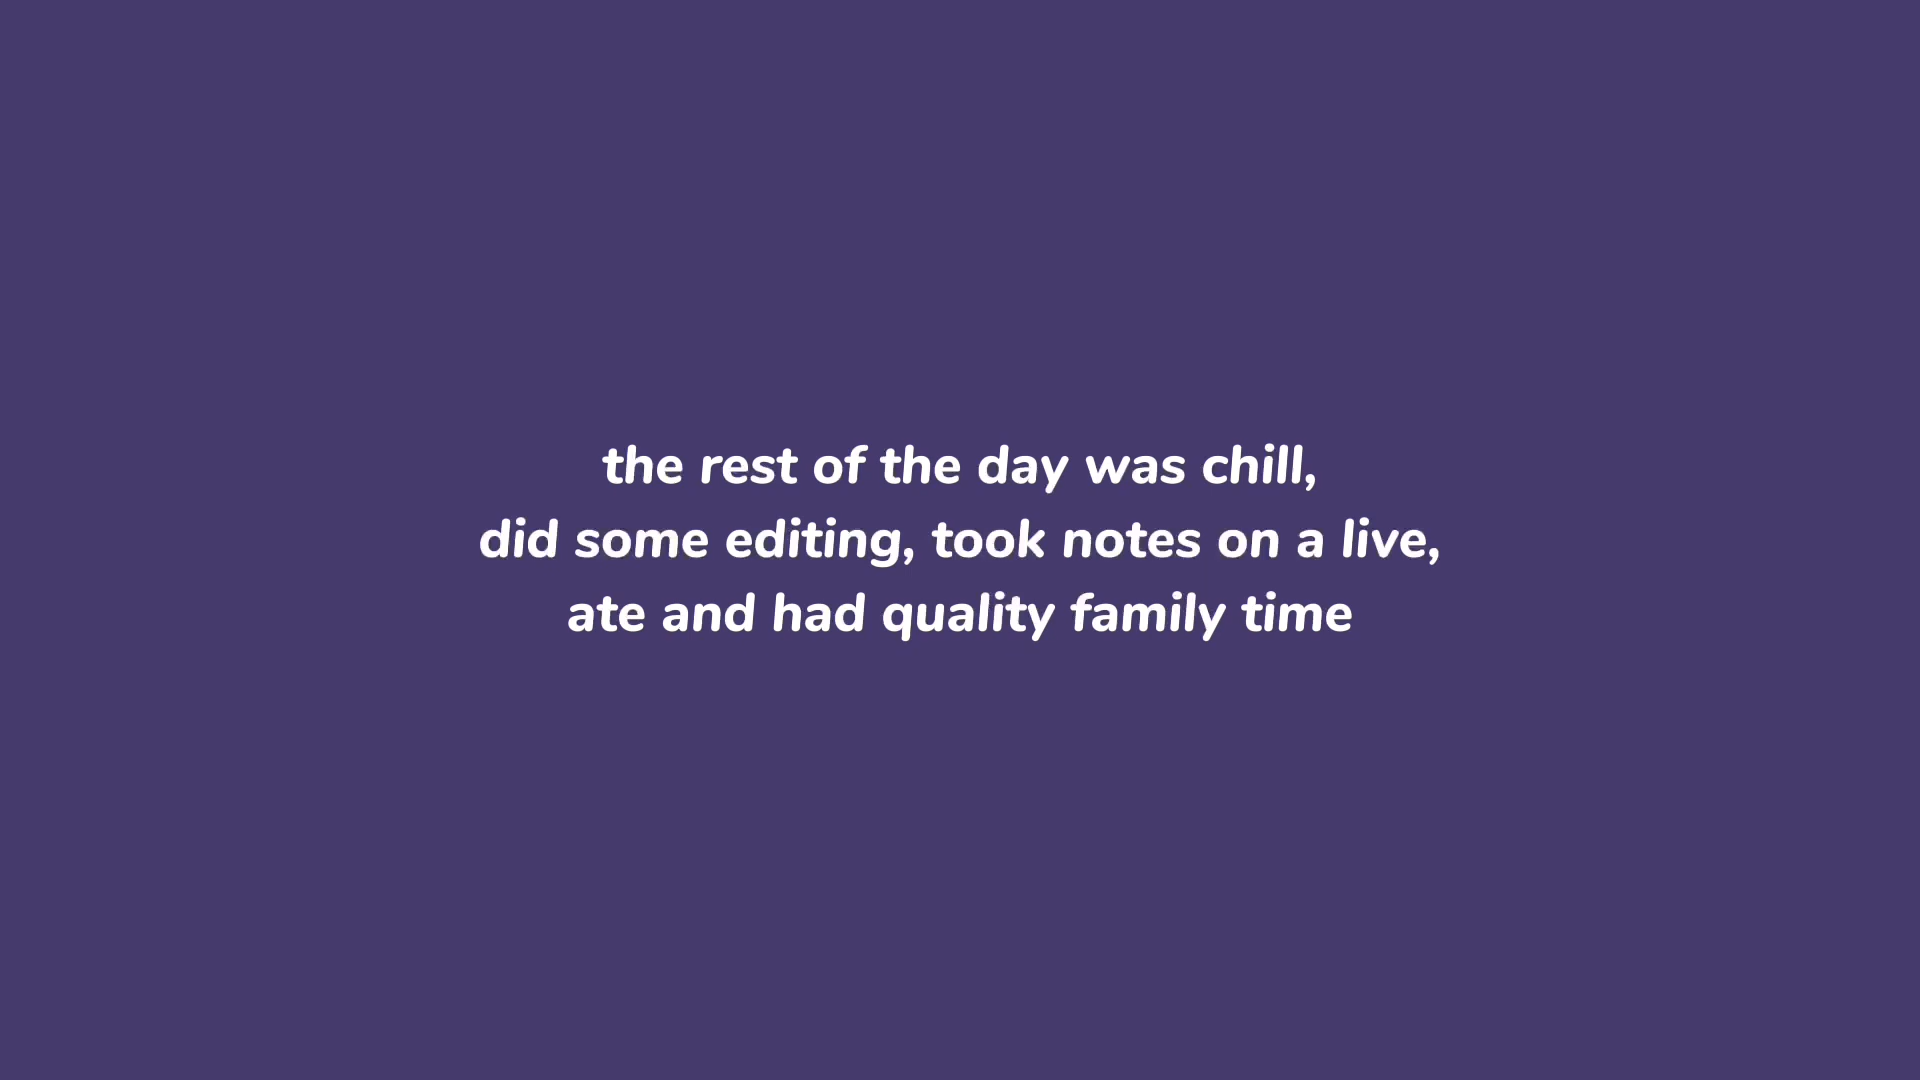 the rest of the day was chill,
did some editing, took notes on a live,
ate and had quality family time